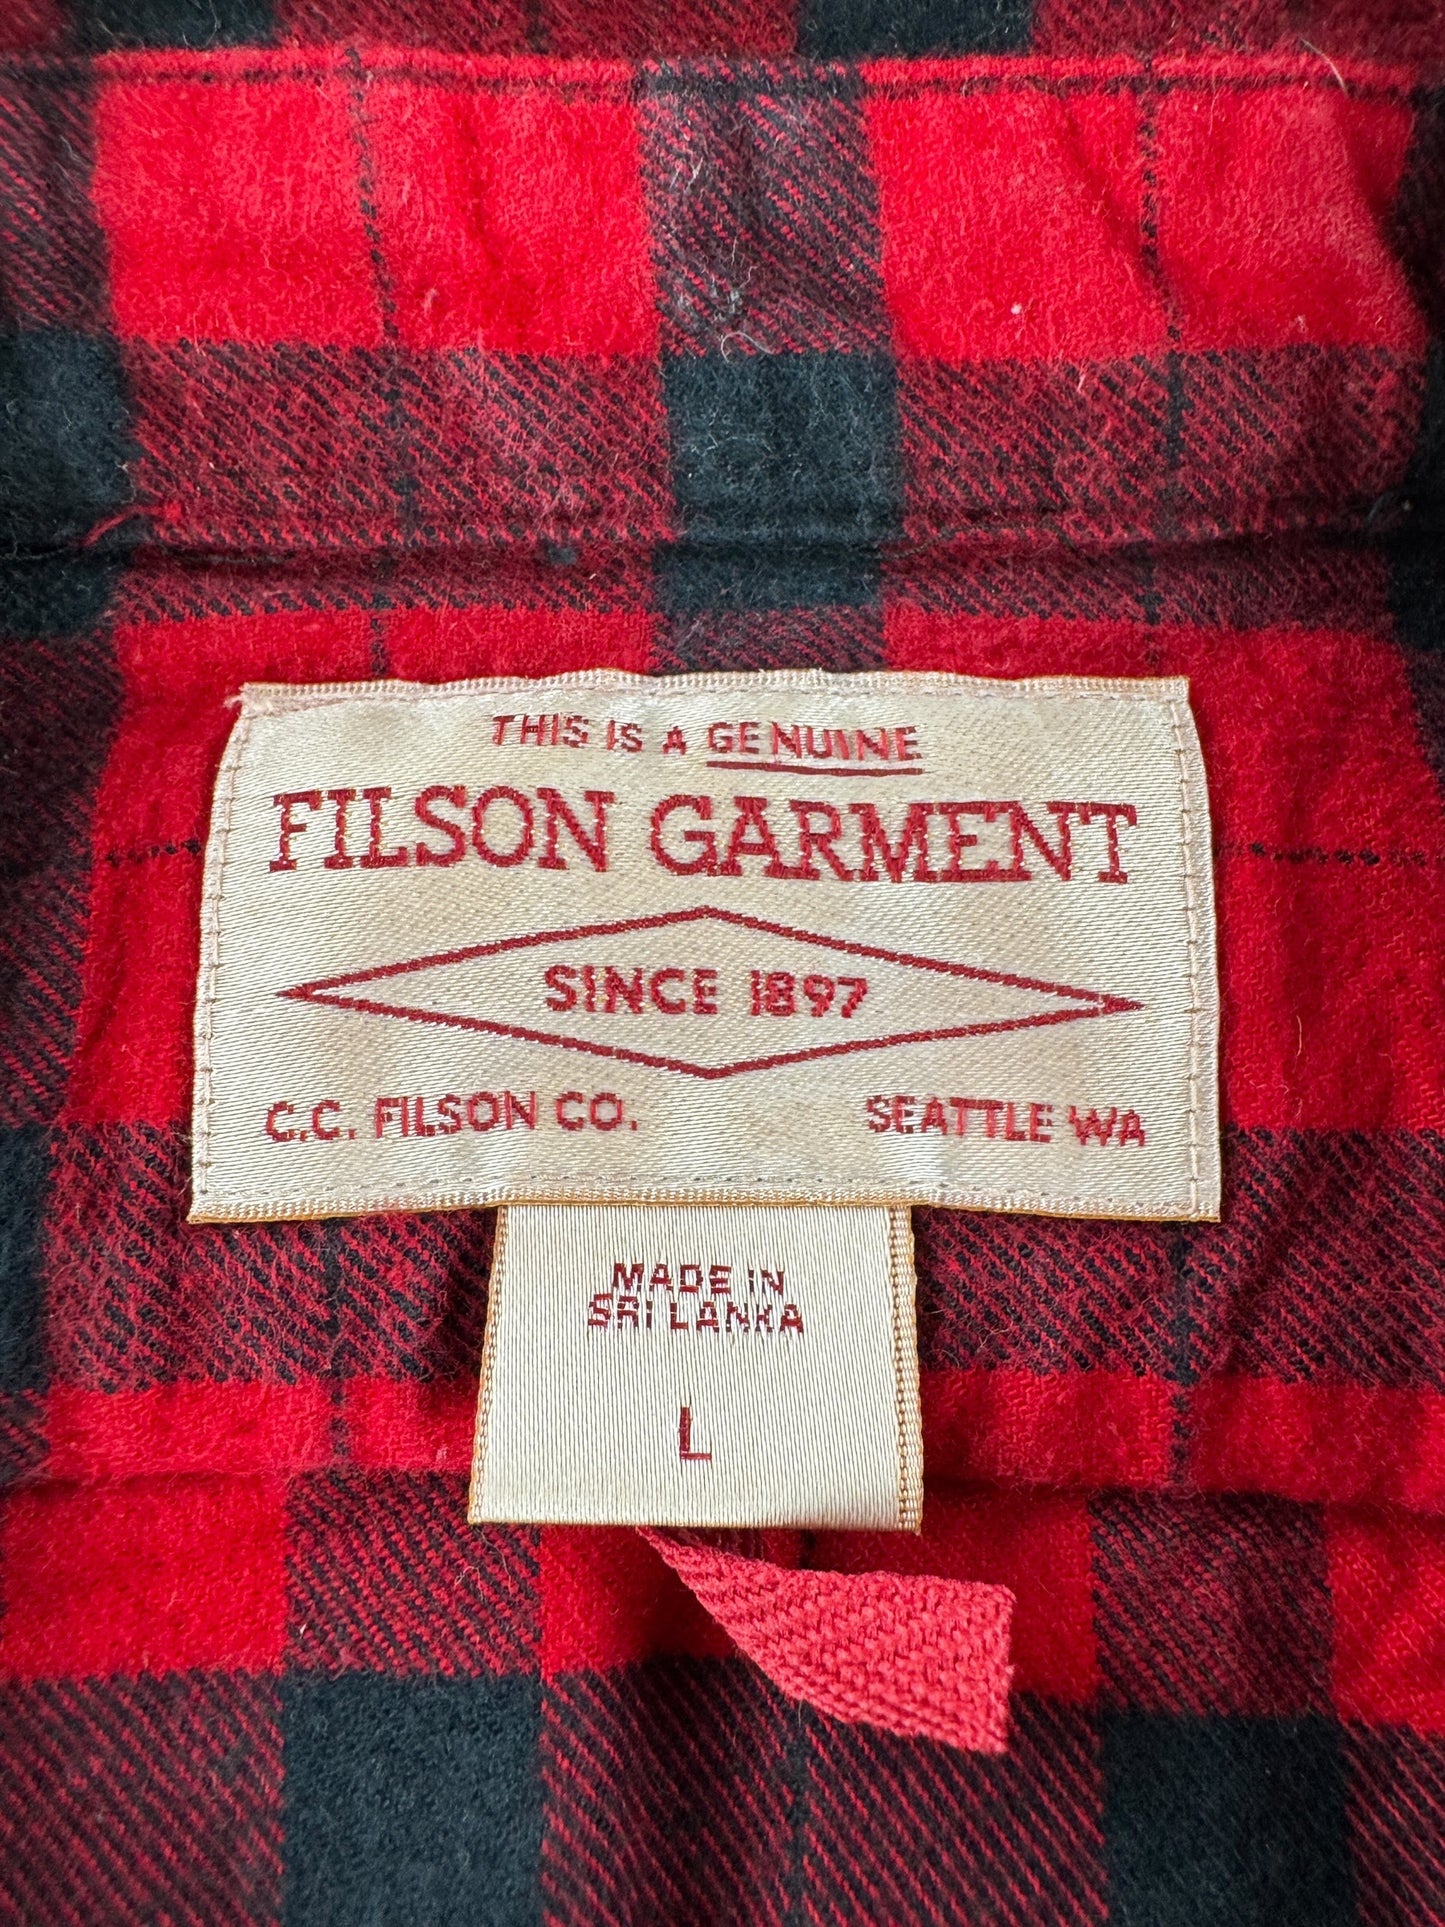 THIS IS A GENUINE
FILSON GARMENT
SINCE 1897
C.C. FILSON CO. SEATTLE WA
MADE IN
SRI LANKA
L